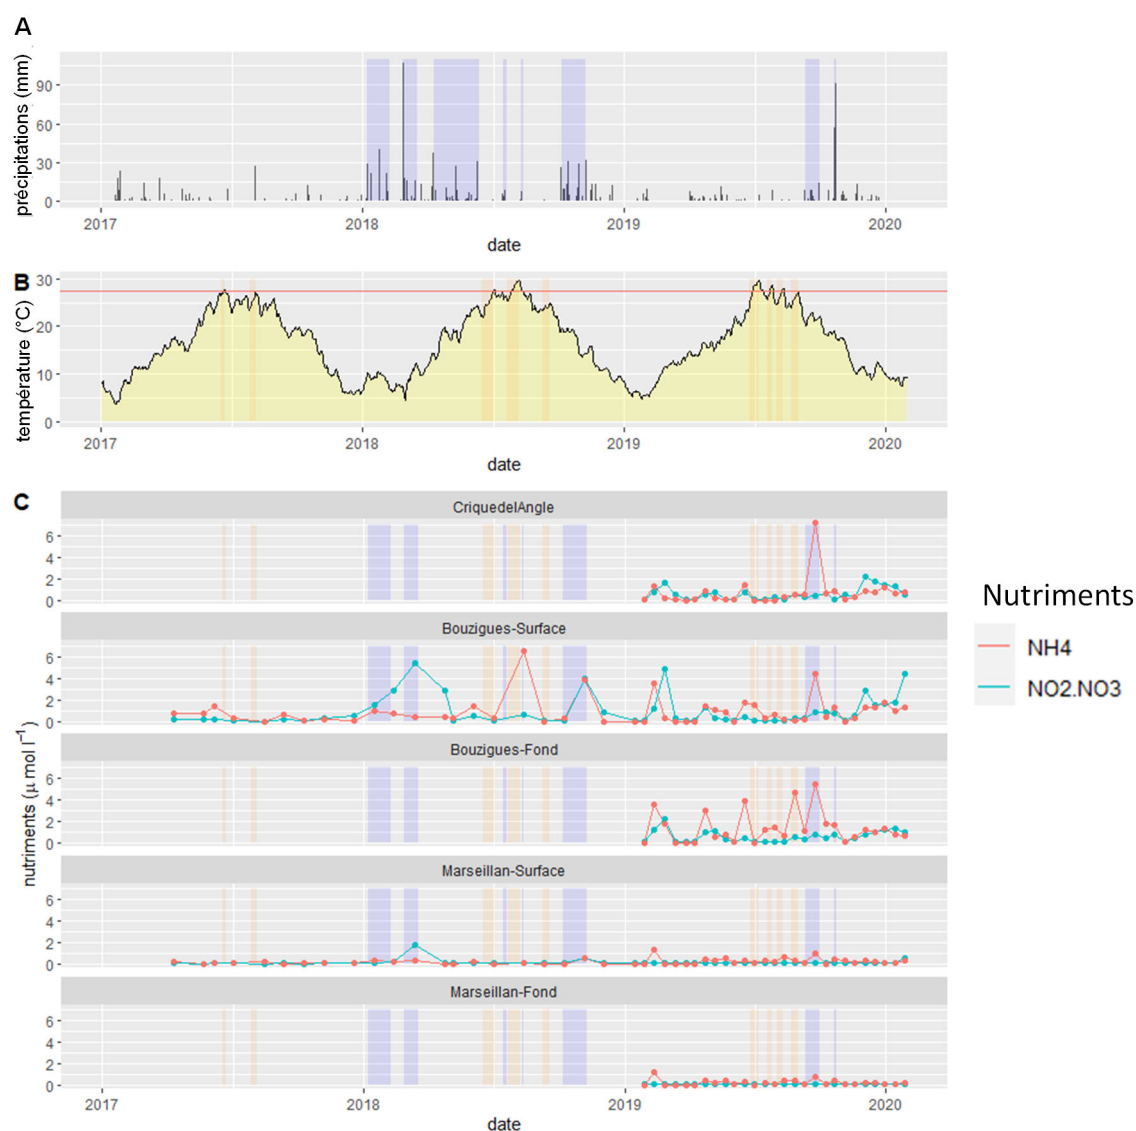 A
précipitations (mm)
90
60
30
0
2017 2018 2019 2020
date
B
température (°C)
30
20
10
0
2017 2018 2019 2020
date
C
nutriments (µ mol l⁻¹)
CriquedelAngle
6
4
2
0
Bouzigues-Surface
6
4
2
0
Bouzigues-Fond
6
4
2
0
Marseillan-Surface
6
4
2
0
Marseillan-Fond
6
4
2
0
2017 2018 2019 2020
date
Nutriments
NH4
NO2.NO3